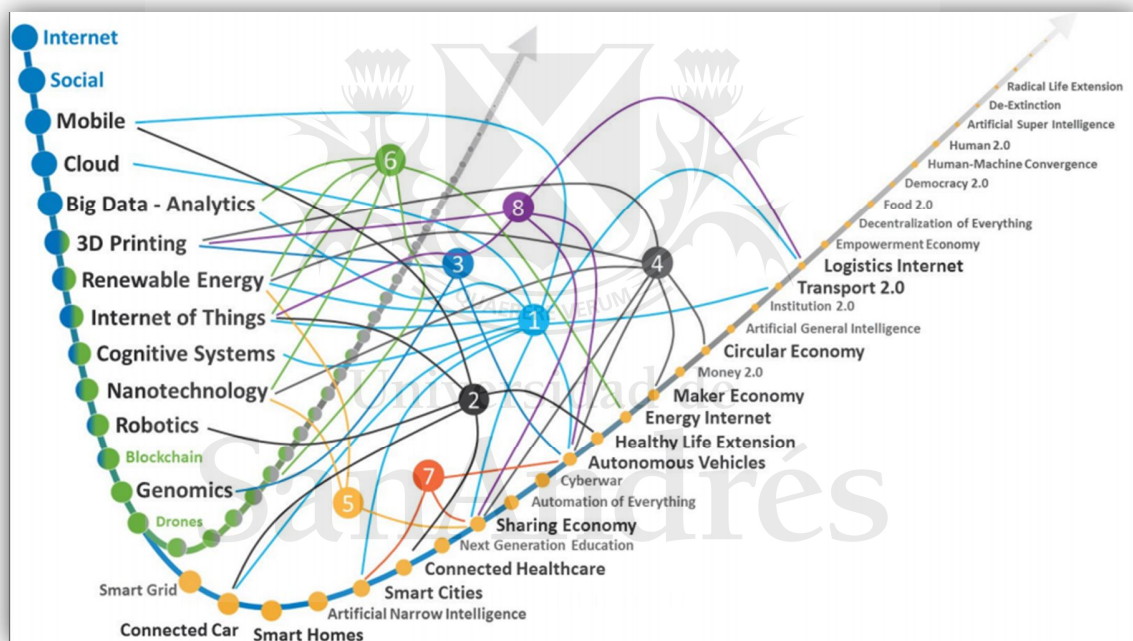 Internet
Social
Mobile
Cloud
Big Data - Analytics
3D Printing
Renewable Energy
Internet of Things
Cognitive Systems
Nanotechnology
Robotics
Blockchain
Genomics
Drones
Smart Grid
Connected Car
Smart Homes
Artificial Narrow Intelligence
Smart Cities
Connected Healthcare
Next Generation Education
Sharing Economy
Automation of Everything
Cyberwar
Autonomous Vehicles
Healthy Life Extension
Energy Internet
Maker Economy
Money 2.0
Circular Economy
Artificial General Intelligence
Institution 2.0
Transport 2.0
Logistics Internet
Empowerment Economy
Decentralization of Everything
Food 2.0
Democracy 2.0
Human-Machine Convergence
Human 2.0
Artificial Super Intelligence
De-Extinction
Radical Life Extension
6
8
3
4
1
2
7
5
QUAERERE VERUM
Universidad de
SanAndrés